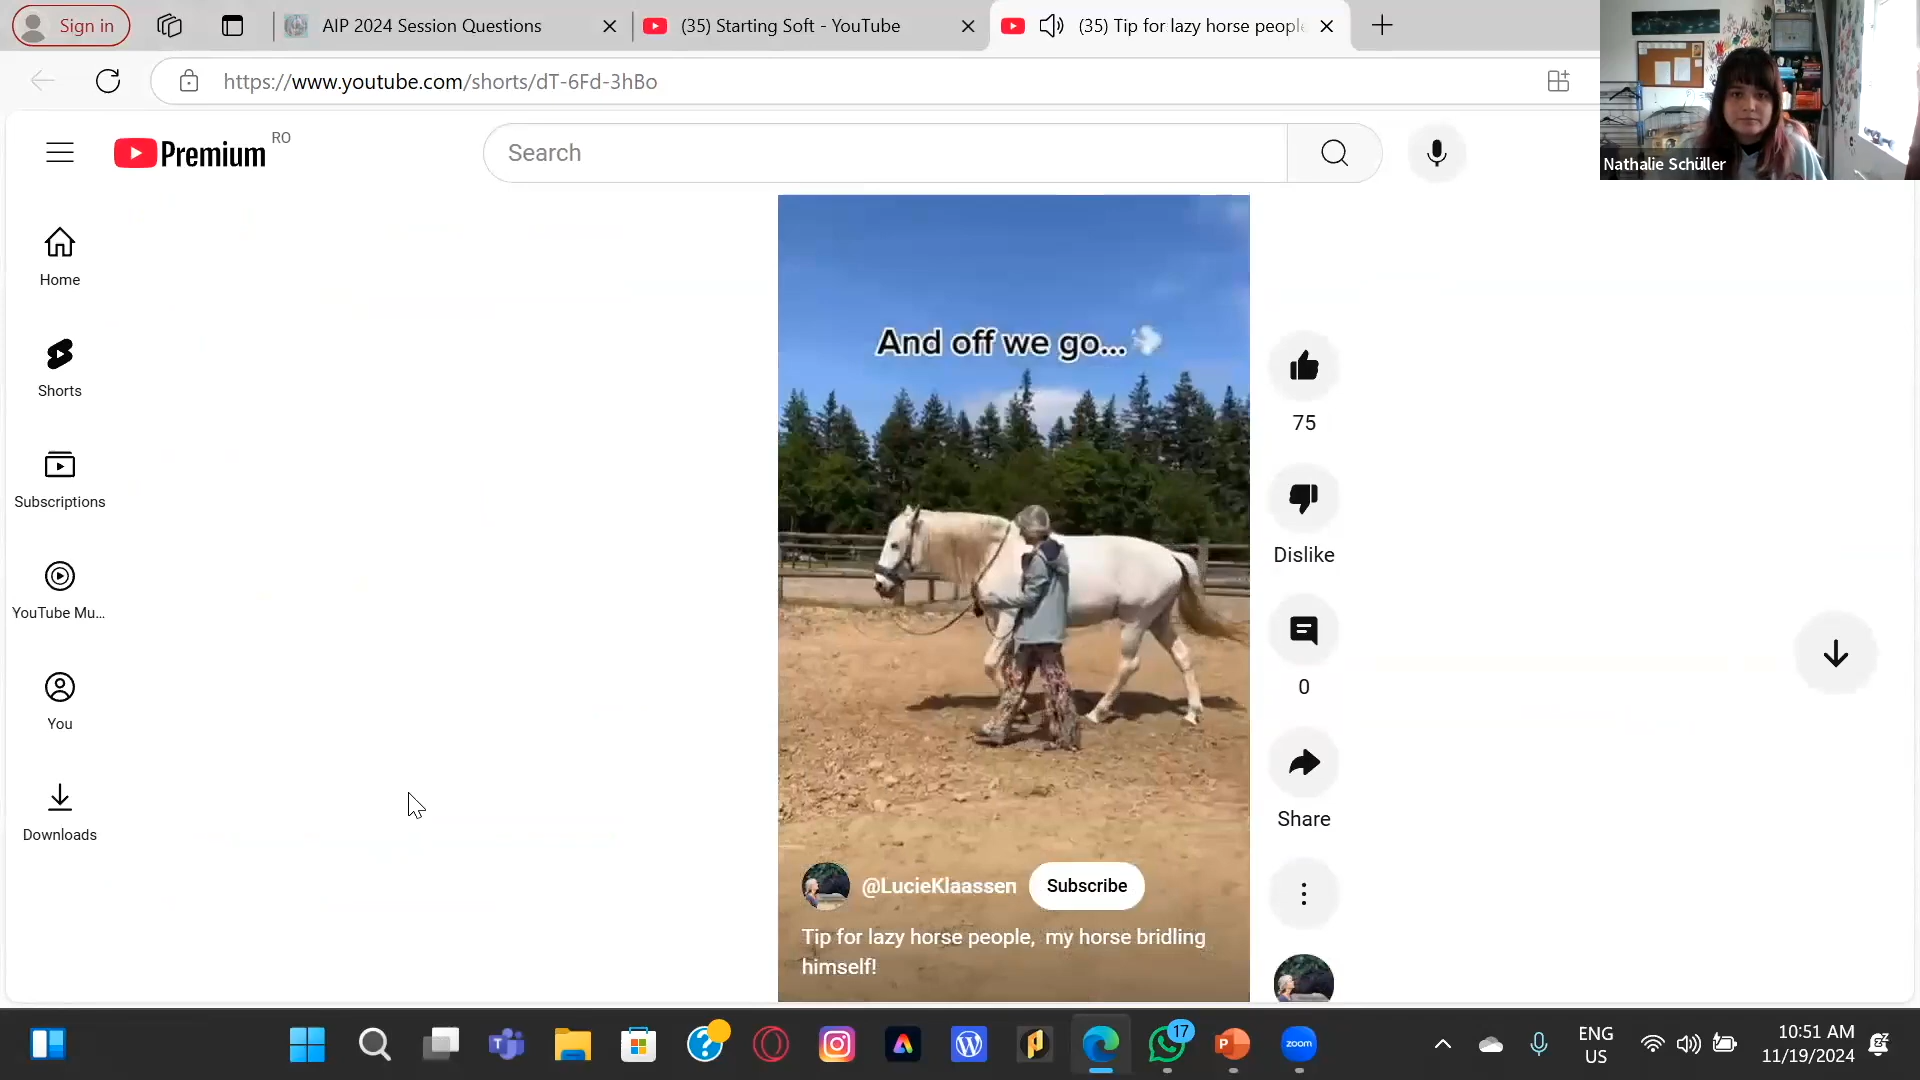 Sign in
AIP 2024 Session Questions
(35) Starting Soft - YouTube
(35) Tip for lazy horse people
https://www.youtube.com/shorts/dT-6Fd-3hBo
Premium
RO
Search
Nathalie Schüller
Home
Shorts
Subscriptions
YouTube Mu...
You
Downloads
And off we go...
75
Dislike
0
Share
@LucieKlaassen
Subscribe
Tip for lazy horse people, my horse bridling
himself!
17
zoom
ENG
US
10:51 AM
11/19/2024